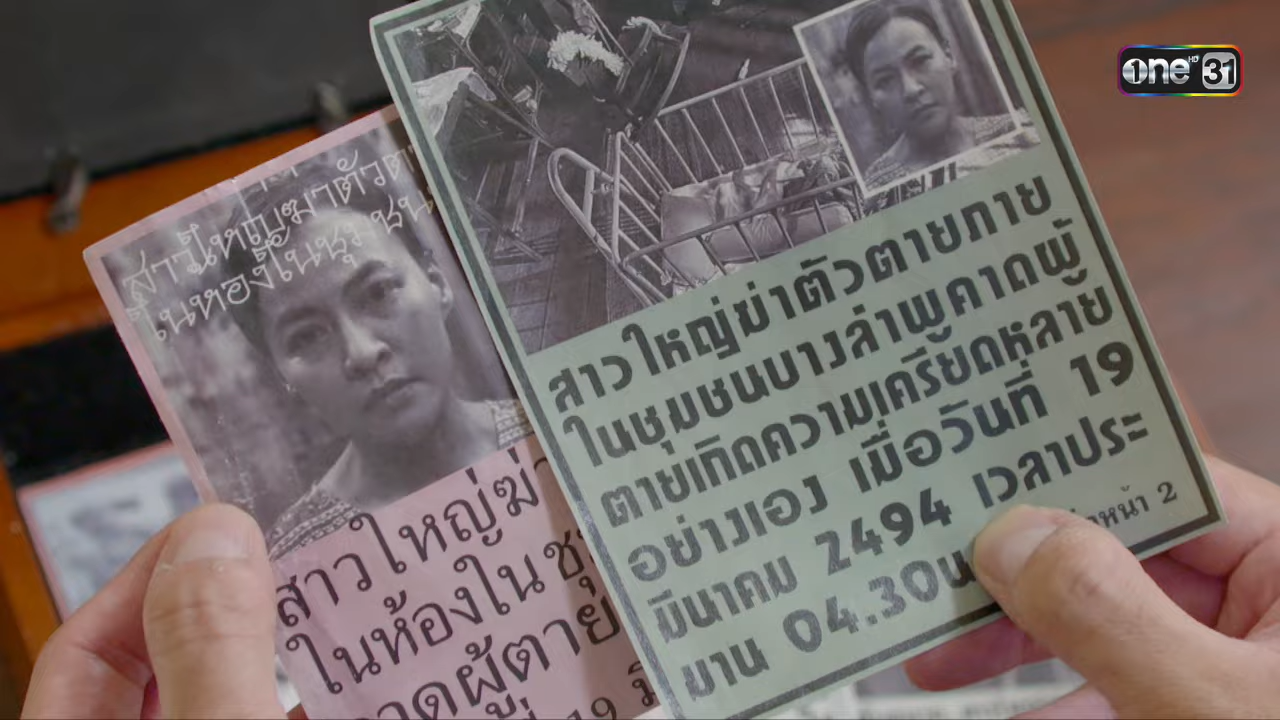 one HD 31
สาวใหญ่ฆ่าตัวตายภาย
ในชุมชนบางลำพูคาดผู้
ตายเกิดความเครียดหลาย
อย่างเอง เมื่อวันที่ 19
มีนาคม 2494 เวลาประ
มาน 04.30น
หน้า 2
สาวใหญ่ฆาตัวต
ในห้องในชุมชน
สาวใหญ่ฆ่า
ในห้องในชุ
าดผู้ตาย
19 มี